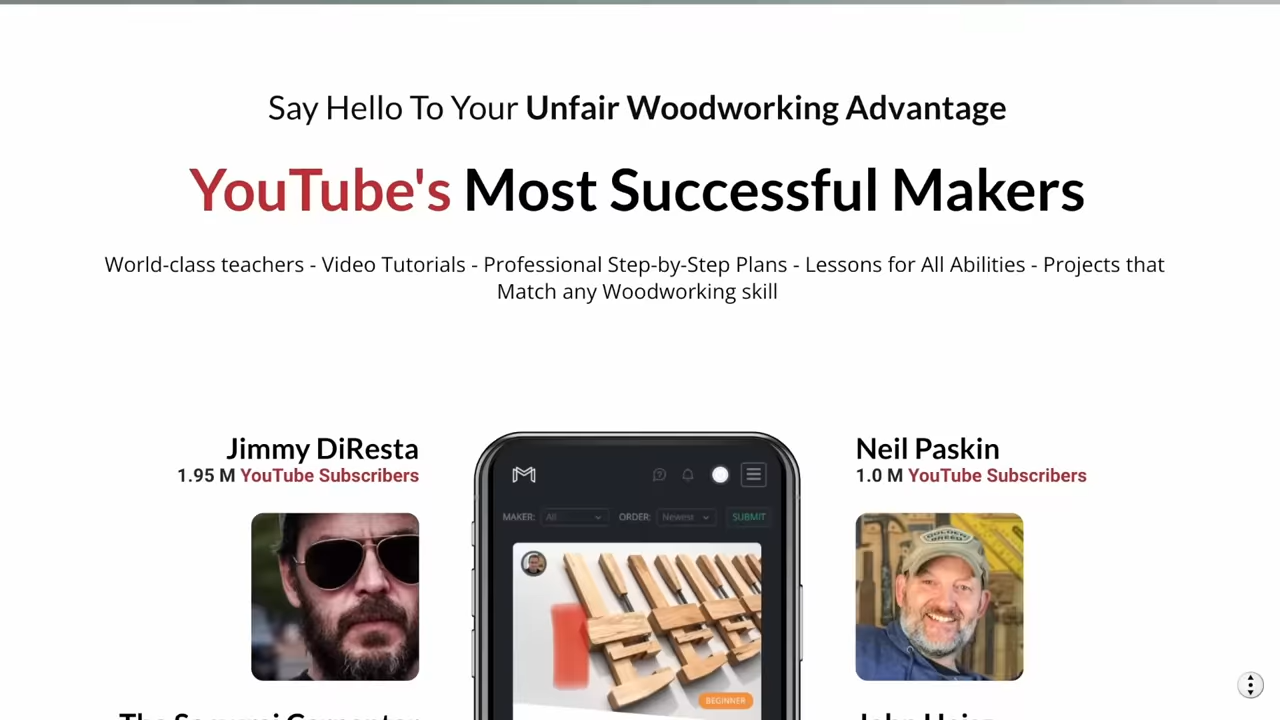 Say Hello To Your Unfair Woodworking Advantage
YouTube's Most Successful Makers
World-class teachers - Video Tutorials - Professional Step-by-Step Plans - Lessons for All Abilities - Projects that
Match any Woodworking skill
Jimmy DiResta
1.95 M YouTube Subscribers
Neil Paskin
1.0 M YouTube Subscribers
MAKER: All ORDER: Newest SUBMIT
BEGINNER